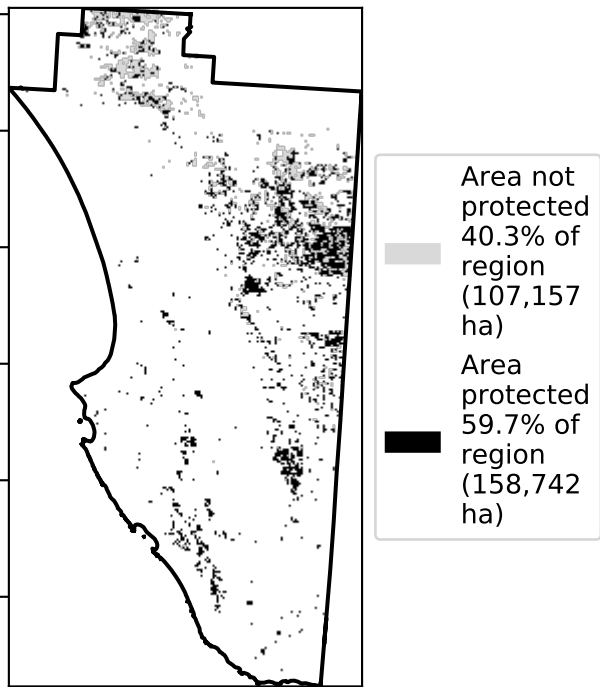 Area not
protected
40.3% of
region
(107,157
ha)
Area
protected
59.7% of
region
(158,742
ha)